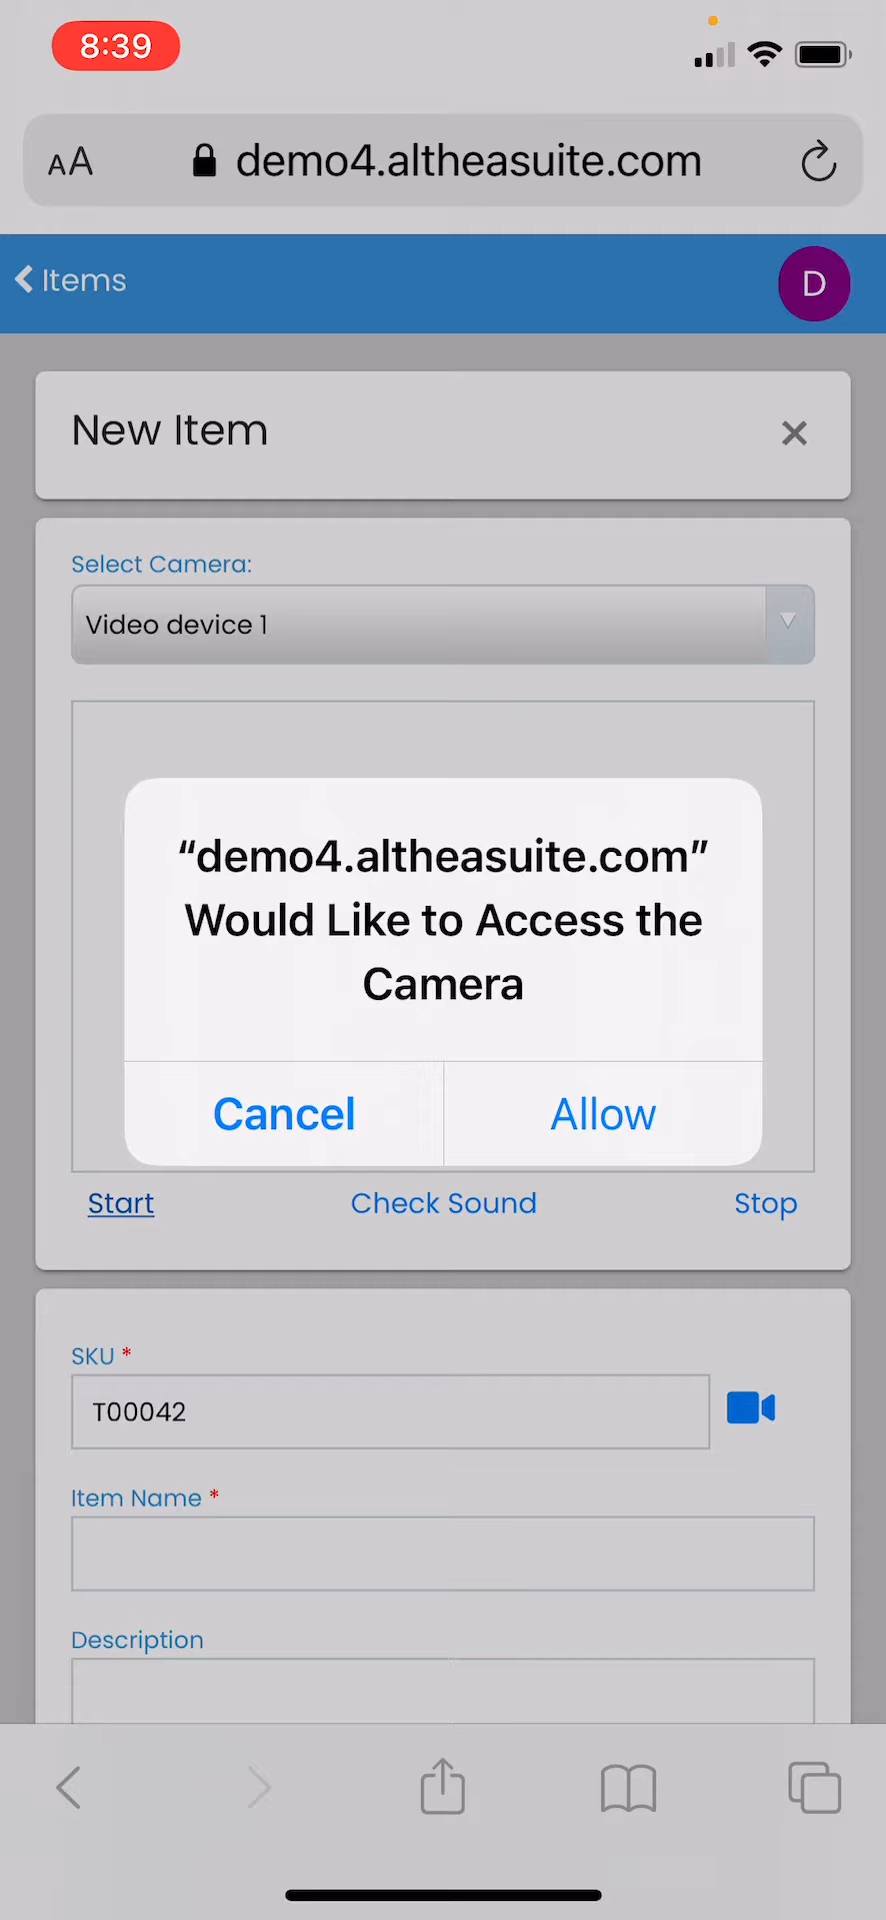 8:39
AA demo4.altheasuite.com
Items D
New Item
Select Camera:
Video device 1
“demo4.altheasuite.com”
Would Like to Access the
Camera
Cancel Allow
Start Check Sound Stop
SKU *
T00042
Item Name *
Description